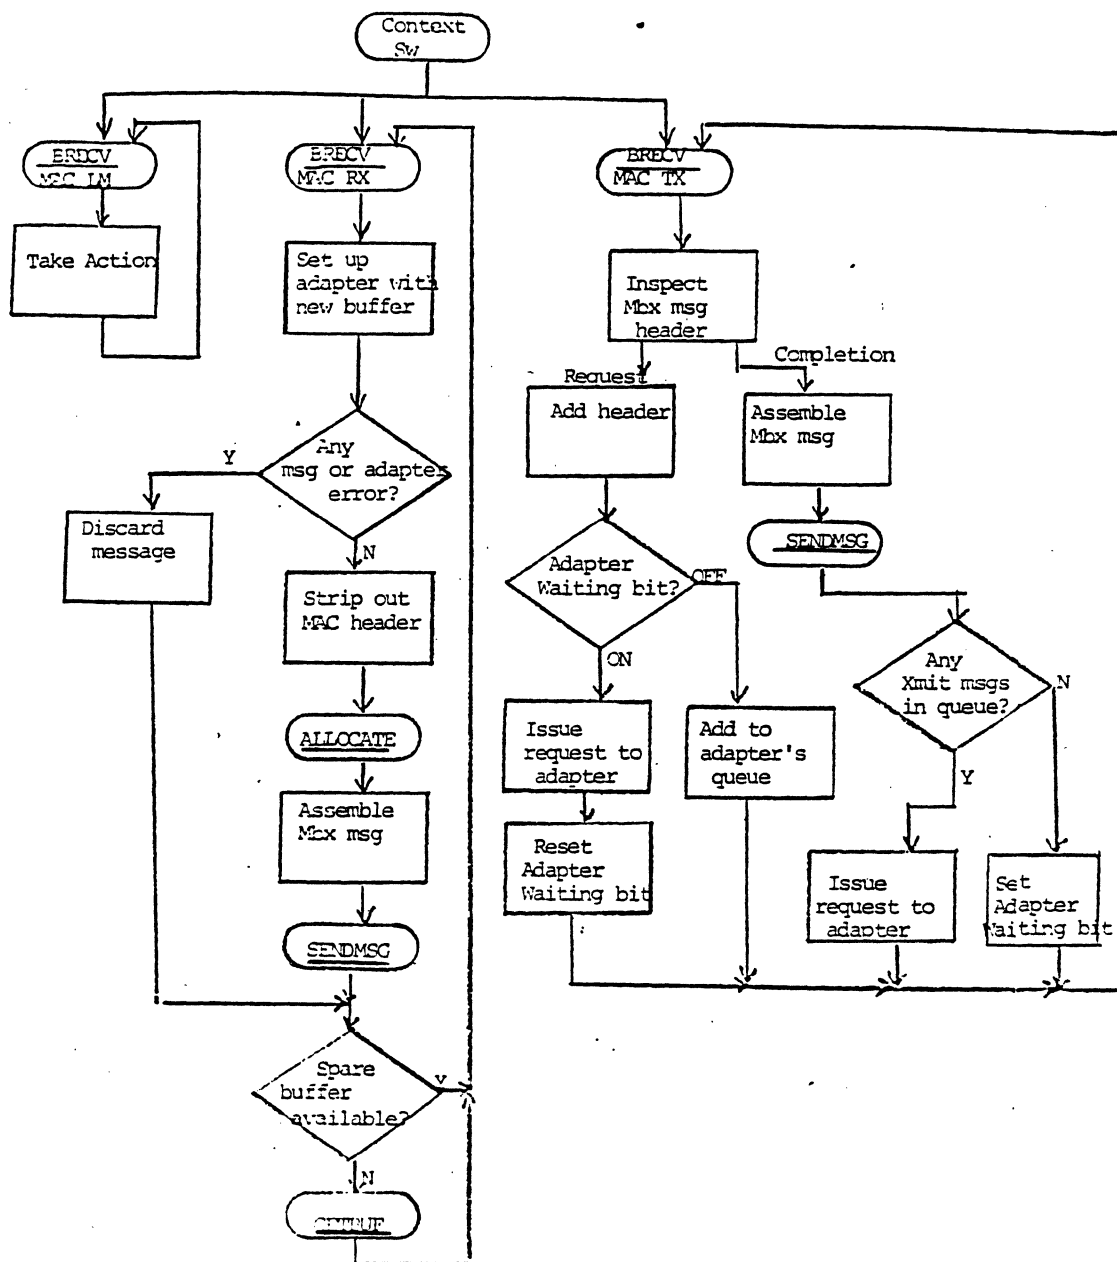 Context
Sw
BRECV
MAC LM
Take Action
BRECV
MAC RX
Set up
adapter with
new buffer
Any
msg or adapter
error?
Y
Discard
message
N
Strip out
MAC header
ALLOCATE
Assemble
Mbx msg
SENDMSG
Spare
buffer
available?
N
BRECV
MAC TX
Inspect
Mbx msg
header
Request
Completion
Add header
Assemble
Mbx msg
SENDMSG
Adapter
Waiting bit?
OFF
ON
Issue
request to
adapter
Add to
adapter's
queue
Reset
Adapter
Waiting bit
Any
Xmit msgs
in queue?
N
Y
Issue
request to
adapter
Set
Adapter
Waiting bit